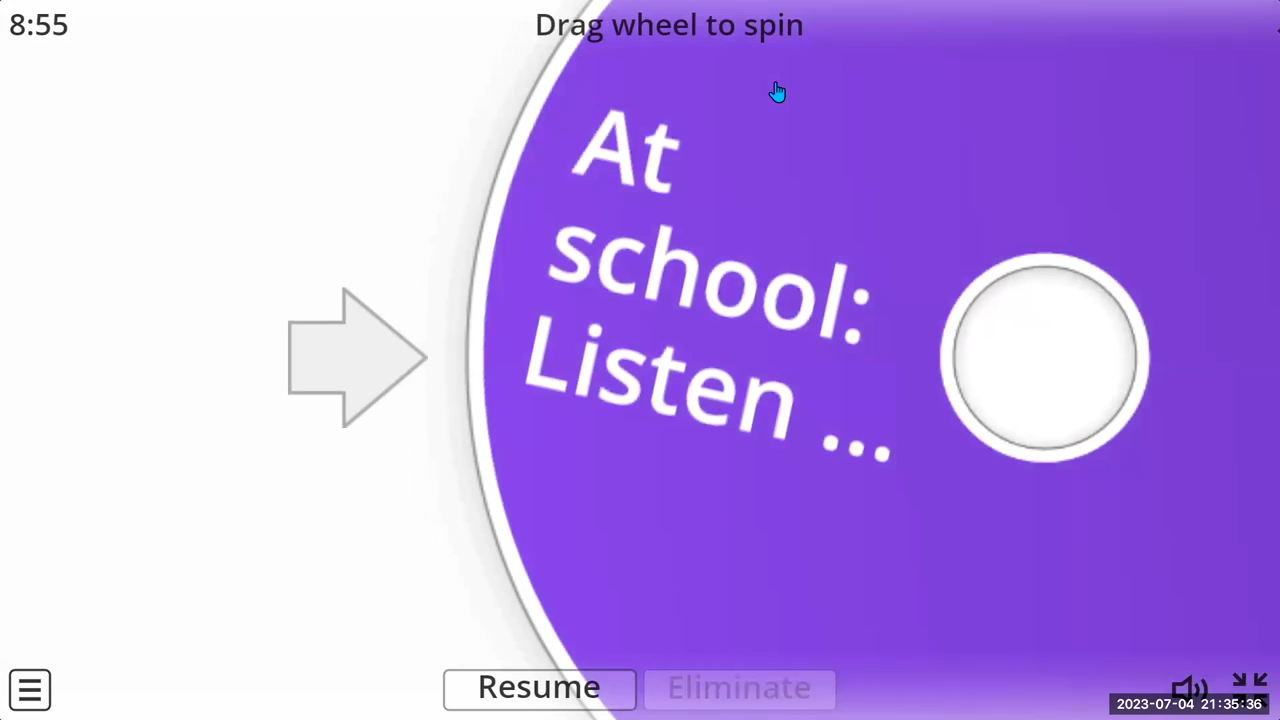 8:55
Drag wheel to spin
At
school:
Listen ...
Resume
Eliminate
2023-07-04 21:35:36